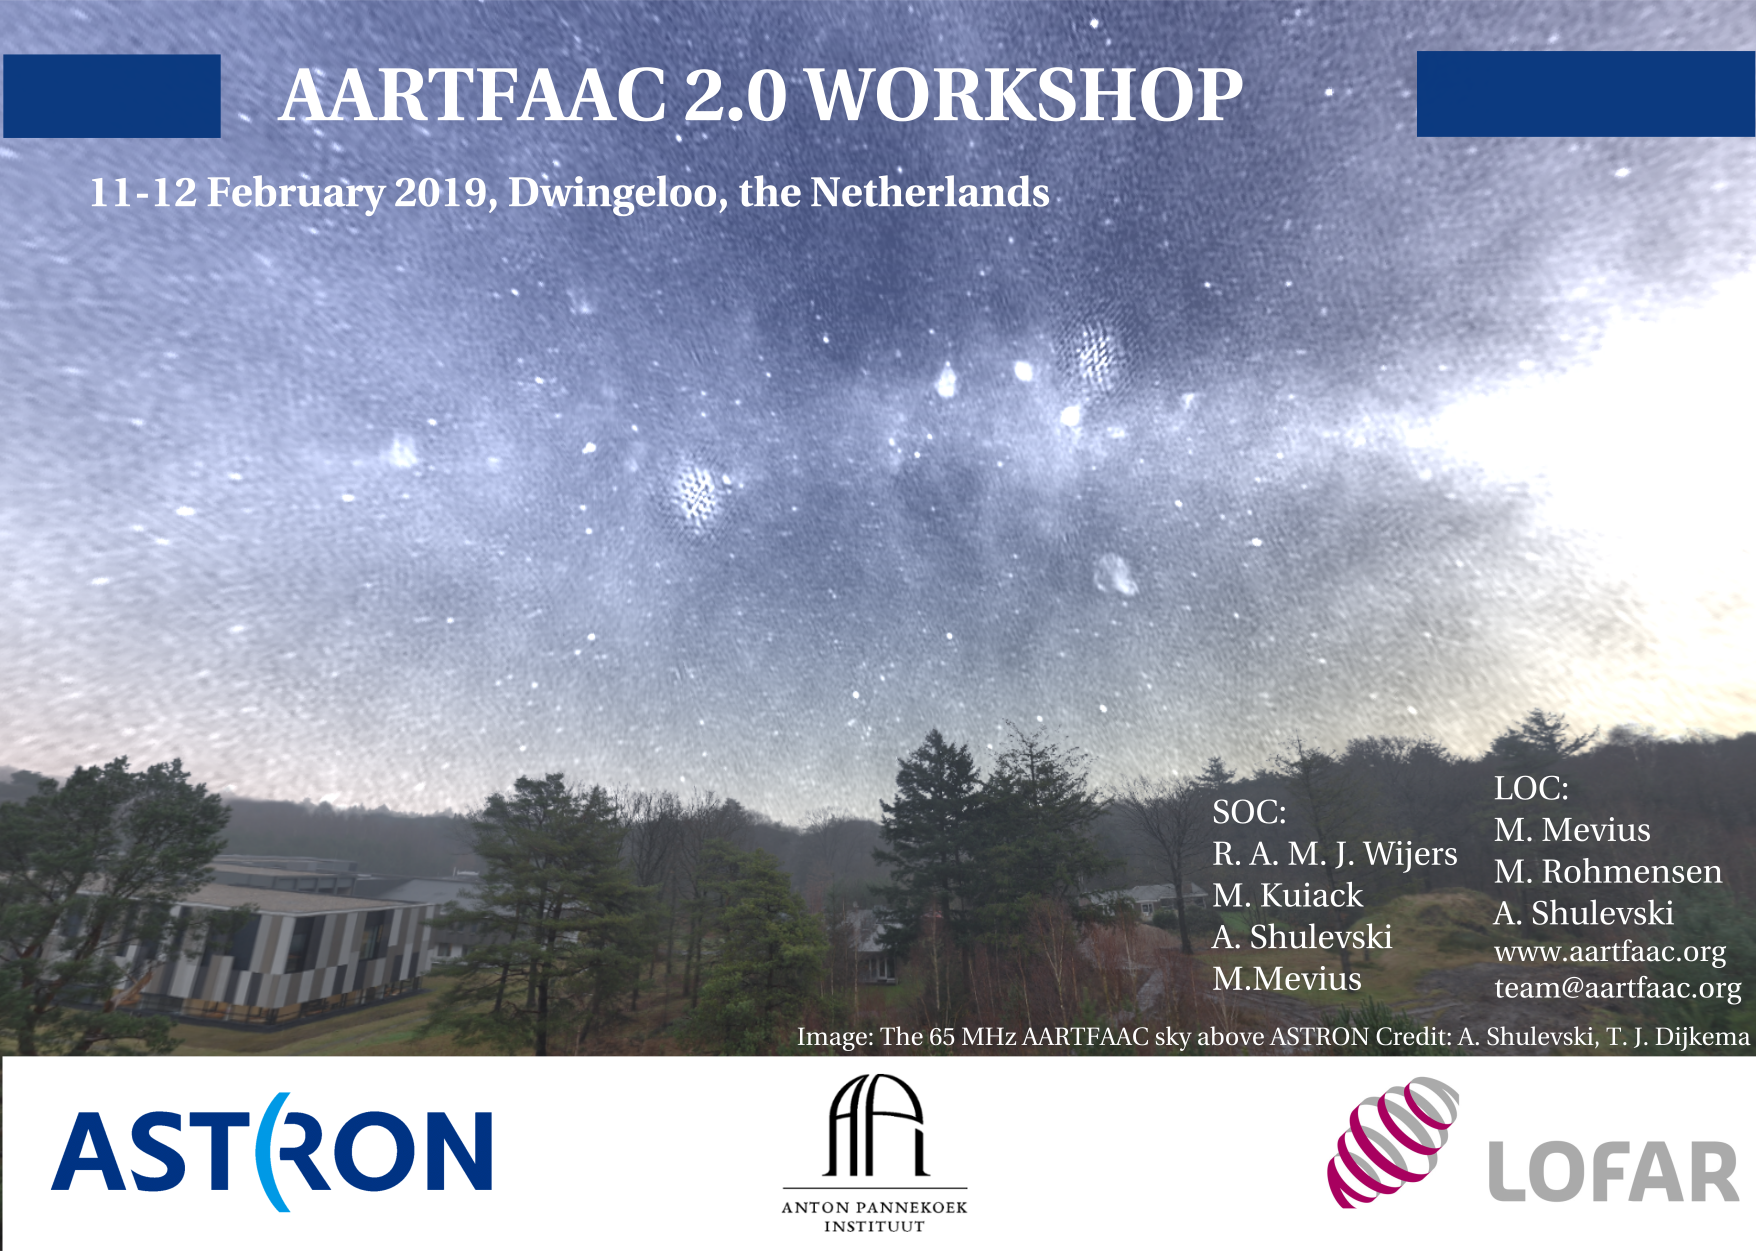 AARTFAAC 2.0 WORKSHOP
11-12 February 2019, Dwingeloo, the Netherlands
SOC:
R. A. M. J. Wijers
M. Kuiack
A. Shulevski
M.Mevius
LOC:
M. Mevius
M. Rohmensen
A. Shulevski
www.aartfaac.org
team@aartfaac.org
Image: The 65 MHz AARTFAAC sky above ASTRON Credit: A. Shulevski, T. J. Dijkema
ASTRON
ANTON PANNEKOEK
INSTITUUT
LOFAR